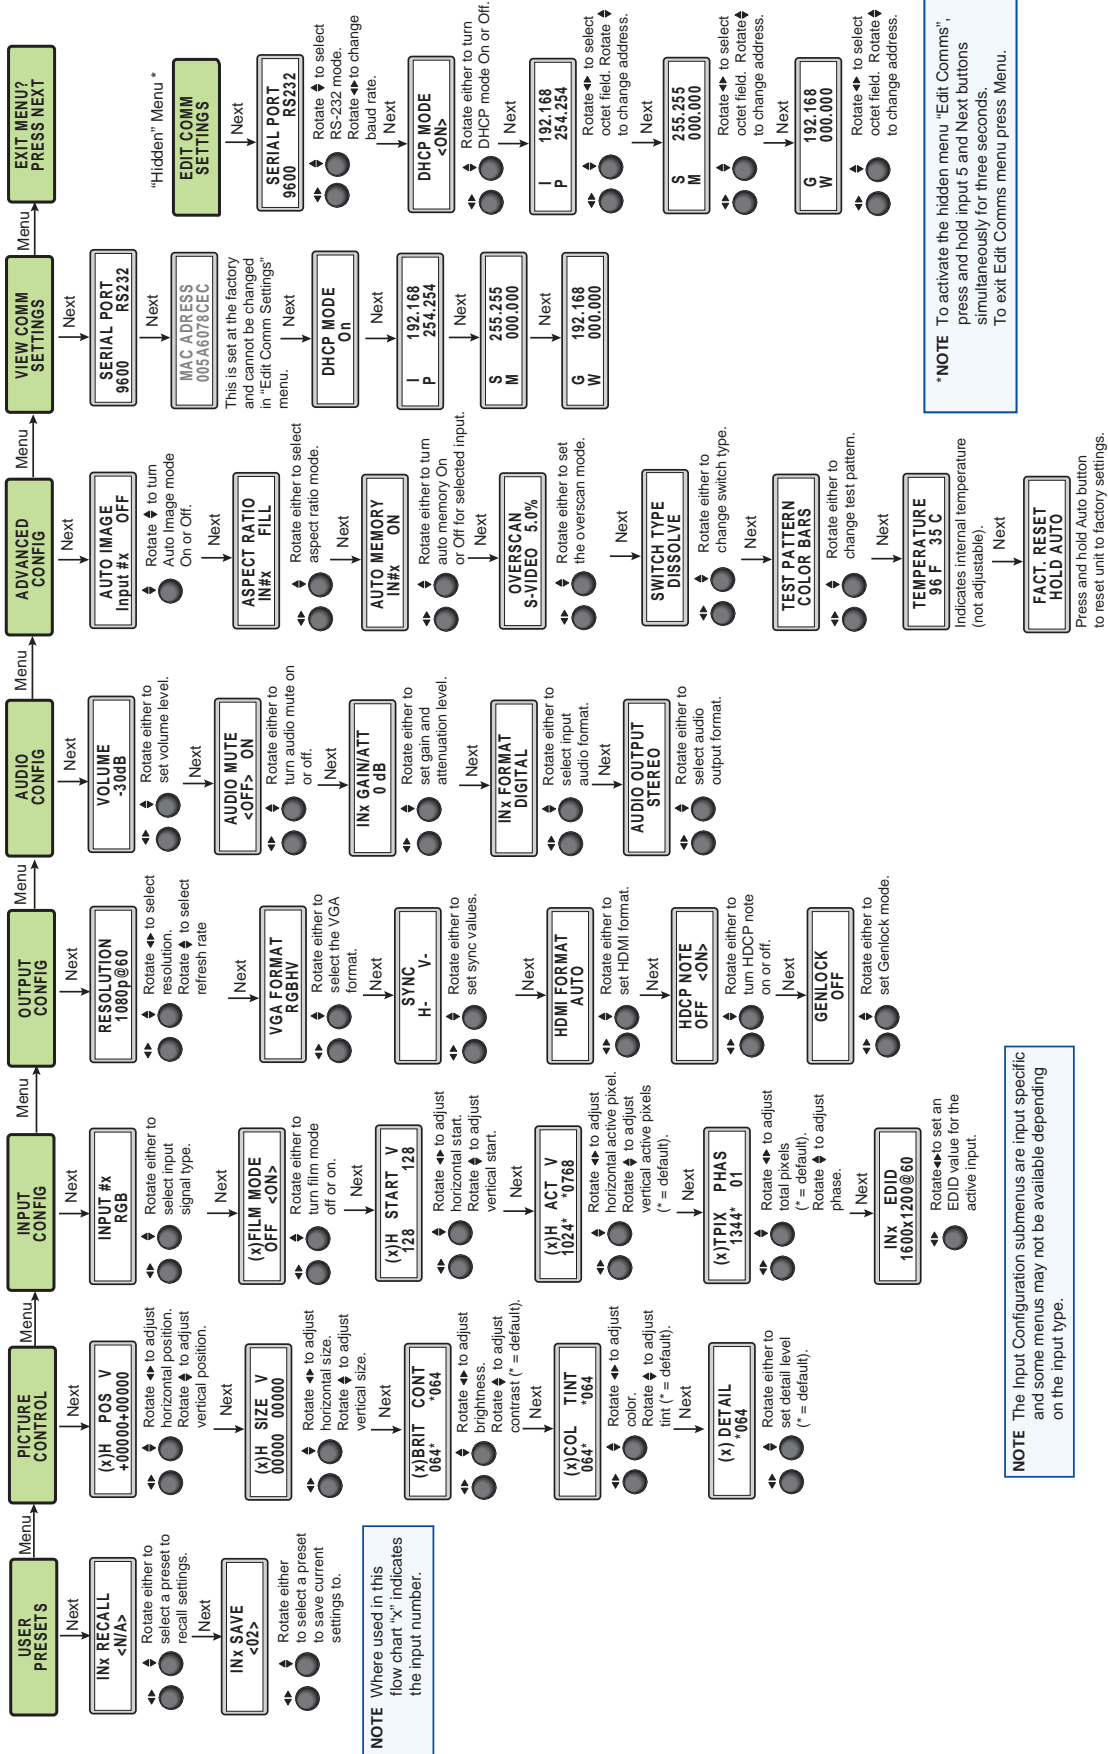 USER
PRESETS
Menu
Next
INx RECALL
<N/A>
Rotate either to
select a preset to
recall settings.
Next
INx SAVE
<02>
Rotate either
to select a preset
to save current
settings to.
NOTE Where used in this
flow chart “x” indicates
the input number.
PICTURE
CONTROL
Menu
Next
(x)H POS V
+00000+00000
Rotate to adjust
horizontal position.
Rotate to adjust
vertical position.
Next
(x)H SIZE V
00000 00000
Rotate to adjust
horizontal size.
Rotate to adjust
vertical size.
Next
(x)BRIT CONT
064* *064
Rotate to adjust
brightness.
Rotate to adjust
contrast (* = default).
Next
(x)COL TINT
064* *064
Rotate to adjust
color.
Rotate to adjust
tint (* = default).
Next
(x) DETAIL
*064
Rotate either to
set detail level
(* = default).
INPUT
CONFIG
Menu
Next
INPUT #x
RGB
Rotate either to
select input
signal type.
Next
(x)FILM MODE
OFF <ON>
Rotate either to
turn film mode
off or on.
Next
(x)H START V
128 128
Rotate to adjust
horizontal start.
Rotate to adjust
vertical start.
Next
(x)H ACT V
1024* *0768
Rotate to adjust
horizontal active pixel.
Rotate to adjust
vertical active pixels
(* = default).
Next
(x)TPIX PHAS
1344* 01
Rotate to adjust
total pixels
(* = default).
Rotate to adjust
phase.
Next
INx EDID
1600x1200@60
Rotate to set an
EDID value for the
active input.
NOTE The Input Configuration submenus are input specific
and some menus may not be available depending
on the input type.
OUTPUT
CONFIG
Menu
Next
RESOLUTION
1080p@60
Rotate to select
resolution.
Rotate to select
refresh rate
Next
VGA FORMAT
RGBHV
Rotate either to
select the VGA
format.
Next
SYNC
H- V-
Rotate either to
set sync values.
Next
HDMI FORMAT
AUTO
Rotate either to
set HDMI format.
Next
HDCP NOTE
OFF <ON>
Rotate either to
turn HDCP note
on or off.
Next
GENLOCK
OFF
Rotate either to
set Genlock mode.
AUDIO
CONFIG
Menu
Next
VOLUME
-30dB
Rotate either to
set volume level.
Next
AUDIO MUTE
<OFF> ON
Rotate either to
turn audio mute on
or off.
Next
INx GAIN/ATT
0 dB
Rotate either to
set gain and
attenuation level.
Next
INx FORMAT
DIGITAL
Rotate either to
select input
audio format.
Next
AUDIO OUTPUT
STEREO
Rotate either to
select audio
output format.
ADVANCED
CONFIG
Menu
Next
AUTO IMAGE
Input #x OFF
Rotate to turn
Auto Image mode
On or Off.
Next
ASPECT RATIO
IN#x FILL
Rotate either to select
aspect ratio mode.
Next
AUTO MEMORY
IN#x ON
Rotate either to turn
auto memory On
or Off for selected input.
Next
OVERSCAN
S-VIDEO 5.0%
Rotate either to set
the overscan mode.
Next
SWITCH TYPE
DISSOLVE
Rotate either to
change switch type.
Next
TEST PATTERN
COLOR BARS
Rotate either to
change test pattern.
Next
TEMPERATURE
96 F 35 C
Indicates internal temperature
(not adjustable).
Next
FACT. RESET
HOLD AUTO
Press and hold Auto button
to reset unit to factory settings.
VIEW COMM
SETTINGS
Menu
Next
SERIAL PORT
9600 RS232
Next
MAC ADRESS
005A6078CEC
This is set at the factory
and cannot be changed
in “Edit Comm Settings”
menu.
Next
DHCP MODE
On
Next
I 192.168
P 254.254
Next
S 255.255
M 000.000
Next
G 192.168
W 000.000
EXIT MENU?
PRESS NEXT
“Hidden” Menu *
EDIT COMM
SETTINGS
Next
SERIAL PORT
9600 RS232
Rotate to select
RS-232 mode.
Rotate to change
baud rate.
Next
DHCP MODE
<ON>
Rotate either to turn
DHCP mode On or Off.
Next
I 192.168
P 254.254
Rotate to select
octet field. Rotate
to change address.
Next
S 255.255
M 000.000
Rotate to select
octet field. Rotate
to change address.
Next
G 192.168
W 000.000
Rotate to select
octet field. Rotate
to change address.
*NOTE To activate the hidden menu “Edit Comms”,
press and hold input 5 and Next buttons
simultaneously for three seconds.
To exit Edit Comms menu press Menu.